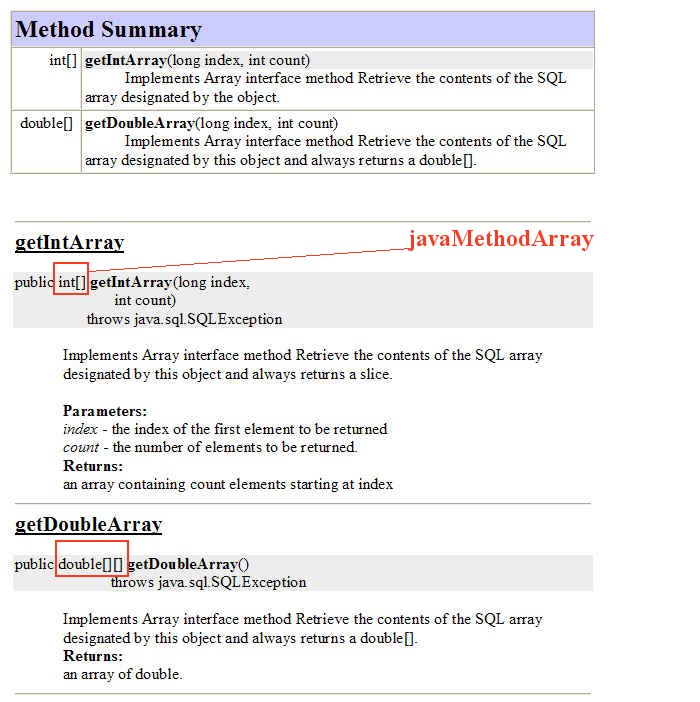 Method Summary
int[] getIntArray(long index, int count)
Implements Array interface method Retrieve the contents of the SQL
array designated by the object.
double[] getDoubleArray(long index, int count)
Implements Array interface method Retrieve the contents of the SQL
array designated by this object and always returns a double[].
getIntArray
javaMethodArray
public int[] getIntArray(long index,
int count)
throws java.sql.SQLException
Implements Array interface method Retrieve the contents of the SQL array
designated by this object and always returns a slice.
Parameters:
index - the index of the first element to be returned
count - the number of elements to be returned.
Returns:
an array containing count elements starting at index
getDoubleArray
public double[][] getDoubleArray()
throws java.sql.SQLException
Implements Array interface method Retrieve the contents of the SQL array
designated by this object and always returns a double[].
Returns:
an array of double.